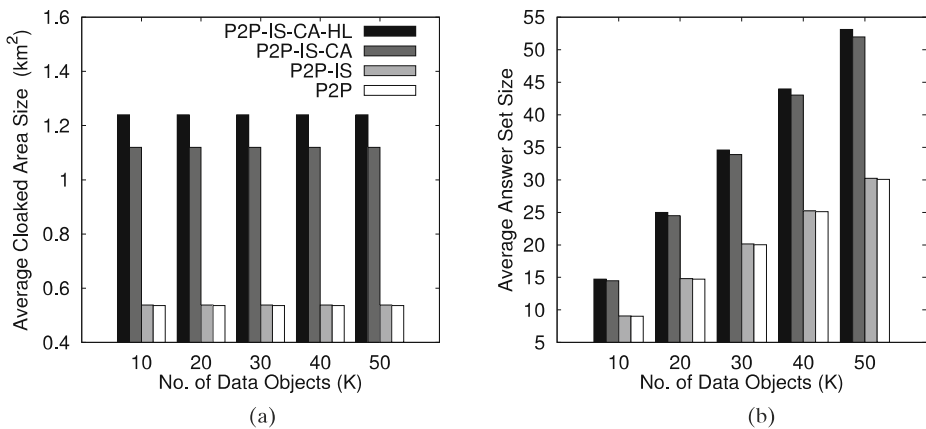 Average Cloaked Area Size (km²)
1.6
1.4
1.2
1
0.8
0.6
0.4
P2P-IS-CA-HL
P2P-IS-CA
P2P-IS
P2P
10 20 30 40 50
No. of Data Objects (K)
(a)
Average Answer Set Size
55
50
45
40
35
30
25
20
15
10
5
10 20 30 40 50
No. of Data Objects (K)
(b)